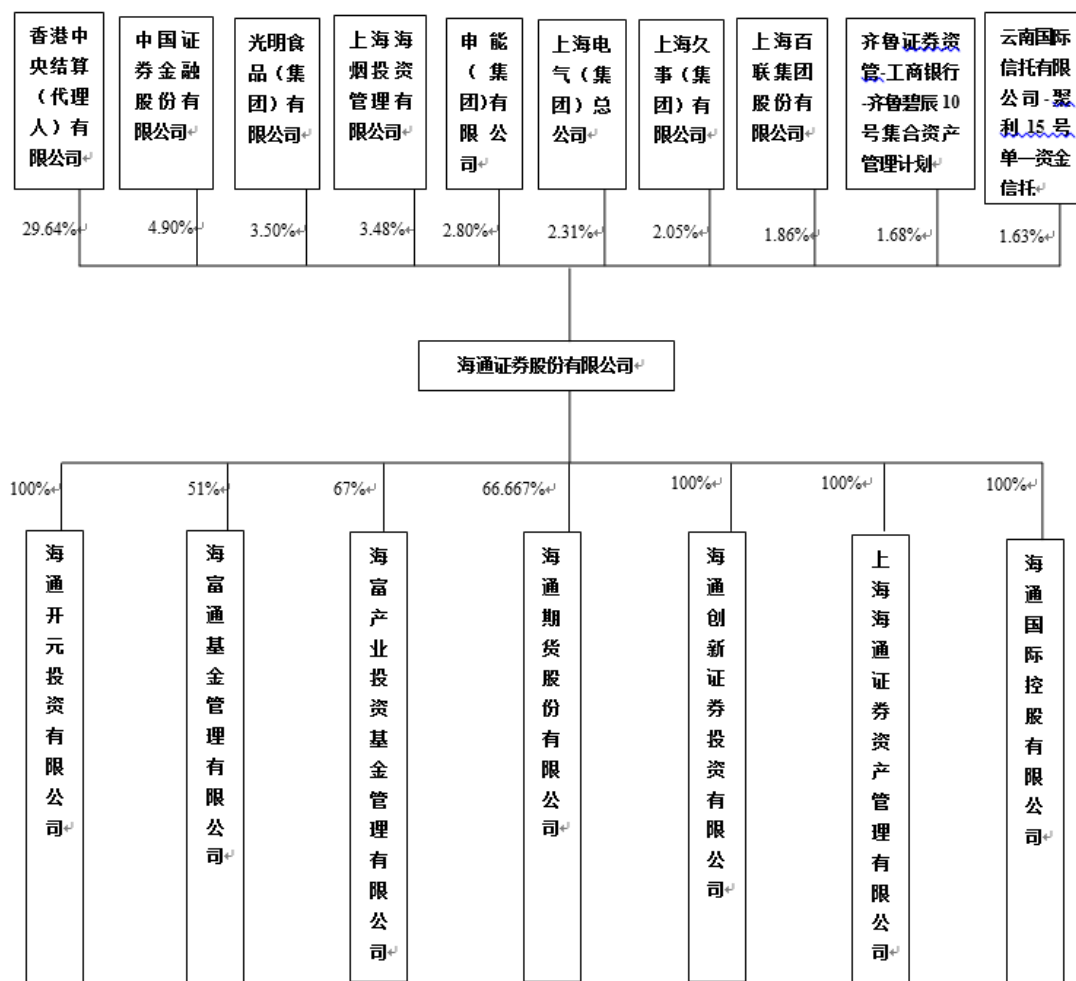 香港中
央结算
（代理
人）有
限公司
中国证
券金融
股份有
限公司
光明食
品（集
团）有
限公司
上海海
烟投资
管理有
限公司
申能
（集
团）有
限公
司
上海电
气（集
团）总
公司
上海久
事（集
团）有
限公司
上海百
联集团
股份有
限公司
齐鲁证券资
管-工商银行
-齐鲁碧辰10
号集合资产
管理计划
云南国际
信托有限
公司-聚
利15号
单一资金
信托
29.64%
4.90%
3.50%
3.48%
2.80%
2.31%
2.05%
1.86%
1.68%
1.63%
海通证券股份有限公司
100%
51%
67%
66.667%
100%
100%
100%
海通开元投资有限公司
海富通基金管理有限公司
海富产业投资基金管理有限公司
海通期货股份有限公司
海通创新证券投资有限公司
上海海通证券资产管理有限公司
海通国际控股有限公司